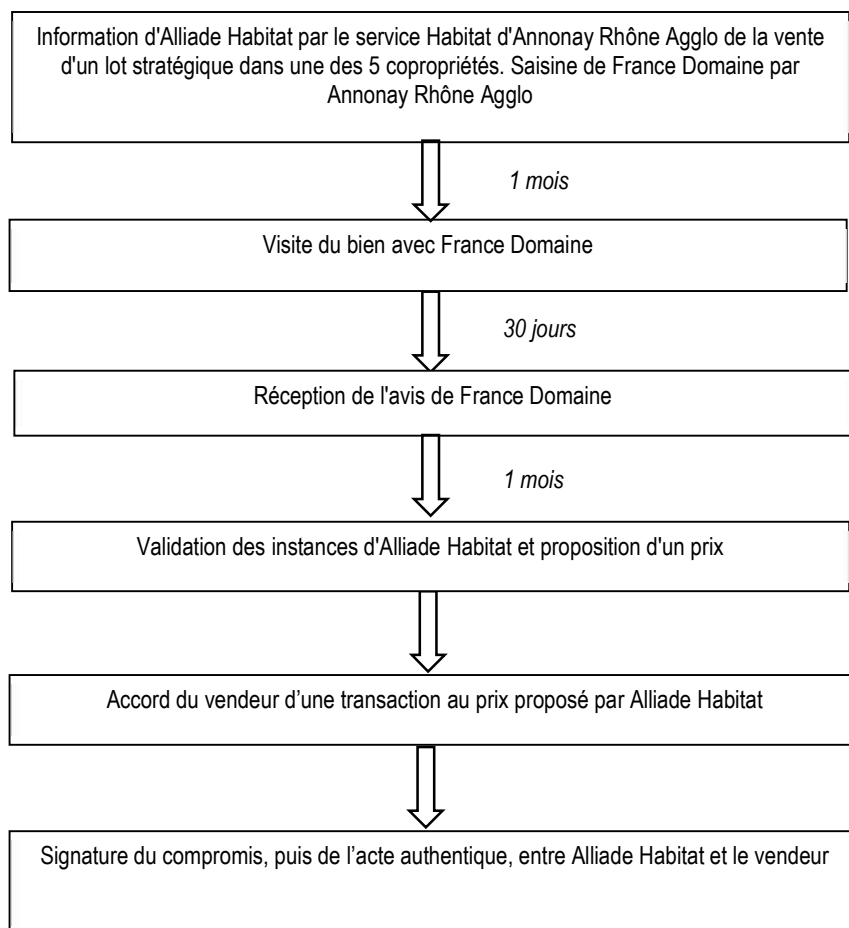 Information d'Alliade Habitat par le service Habitat d'Annonay Rhône Agglo de la vente
d'un lot stratégique dans une des 5 copropriétés. Saisine de France Domaine par
Annonay Rhône Agglo
1 mois
Visite du bien avec France Domaine
30 jours
Réception de l'avis de France Domaine
1 mois
Validation des instances d'Alliade Habitat et proposition d'un prix
Accord du vendeur d’une transaction au prix proposé par Alliade Habitat
Signature du compromis, puis de l’acte authentique, entre Alliade Habitat et le vendeur